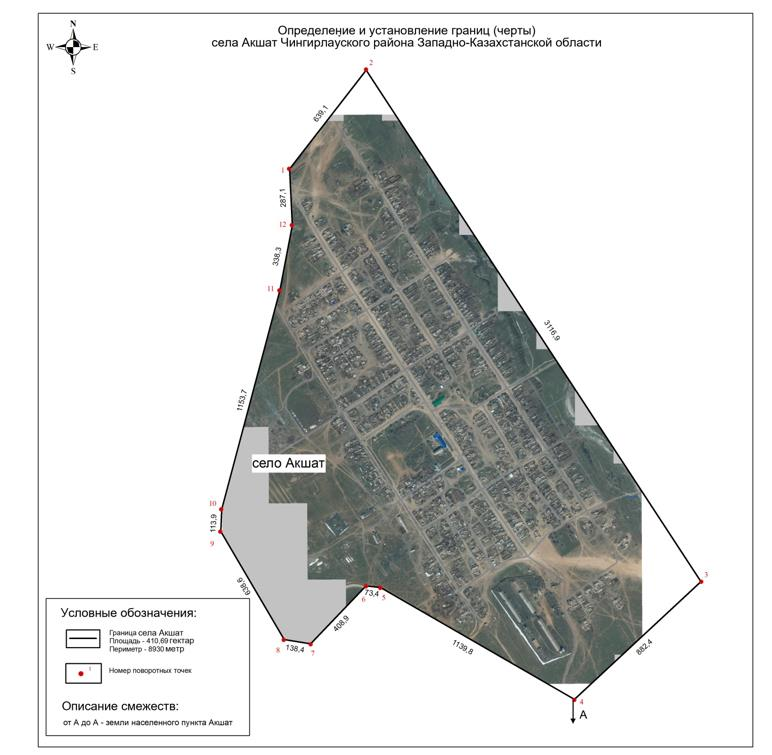 Определение и установление границ (черты)
села Акшат Чингирлауского района Западно-Казахстанской области
N
W E
S
2
639,1
1
287,1
12
338,3
11
3116,9
1153,7
село Акшат
10
113,9
9
638,6
3
6
73,4
5
408,9
8
138,4
7
1139,8
882,4
4
А
Условные обозначения:
Граница села Акшат
Площадь - 410,69 гектар
Периметр - 8930 метр
1
Номер поворотных точек
Описание смежеств:
от А до А - земли населенного пункта Акшат